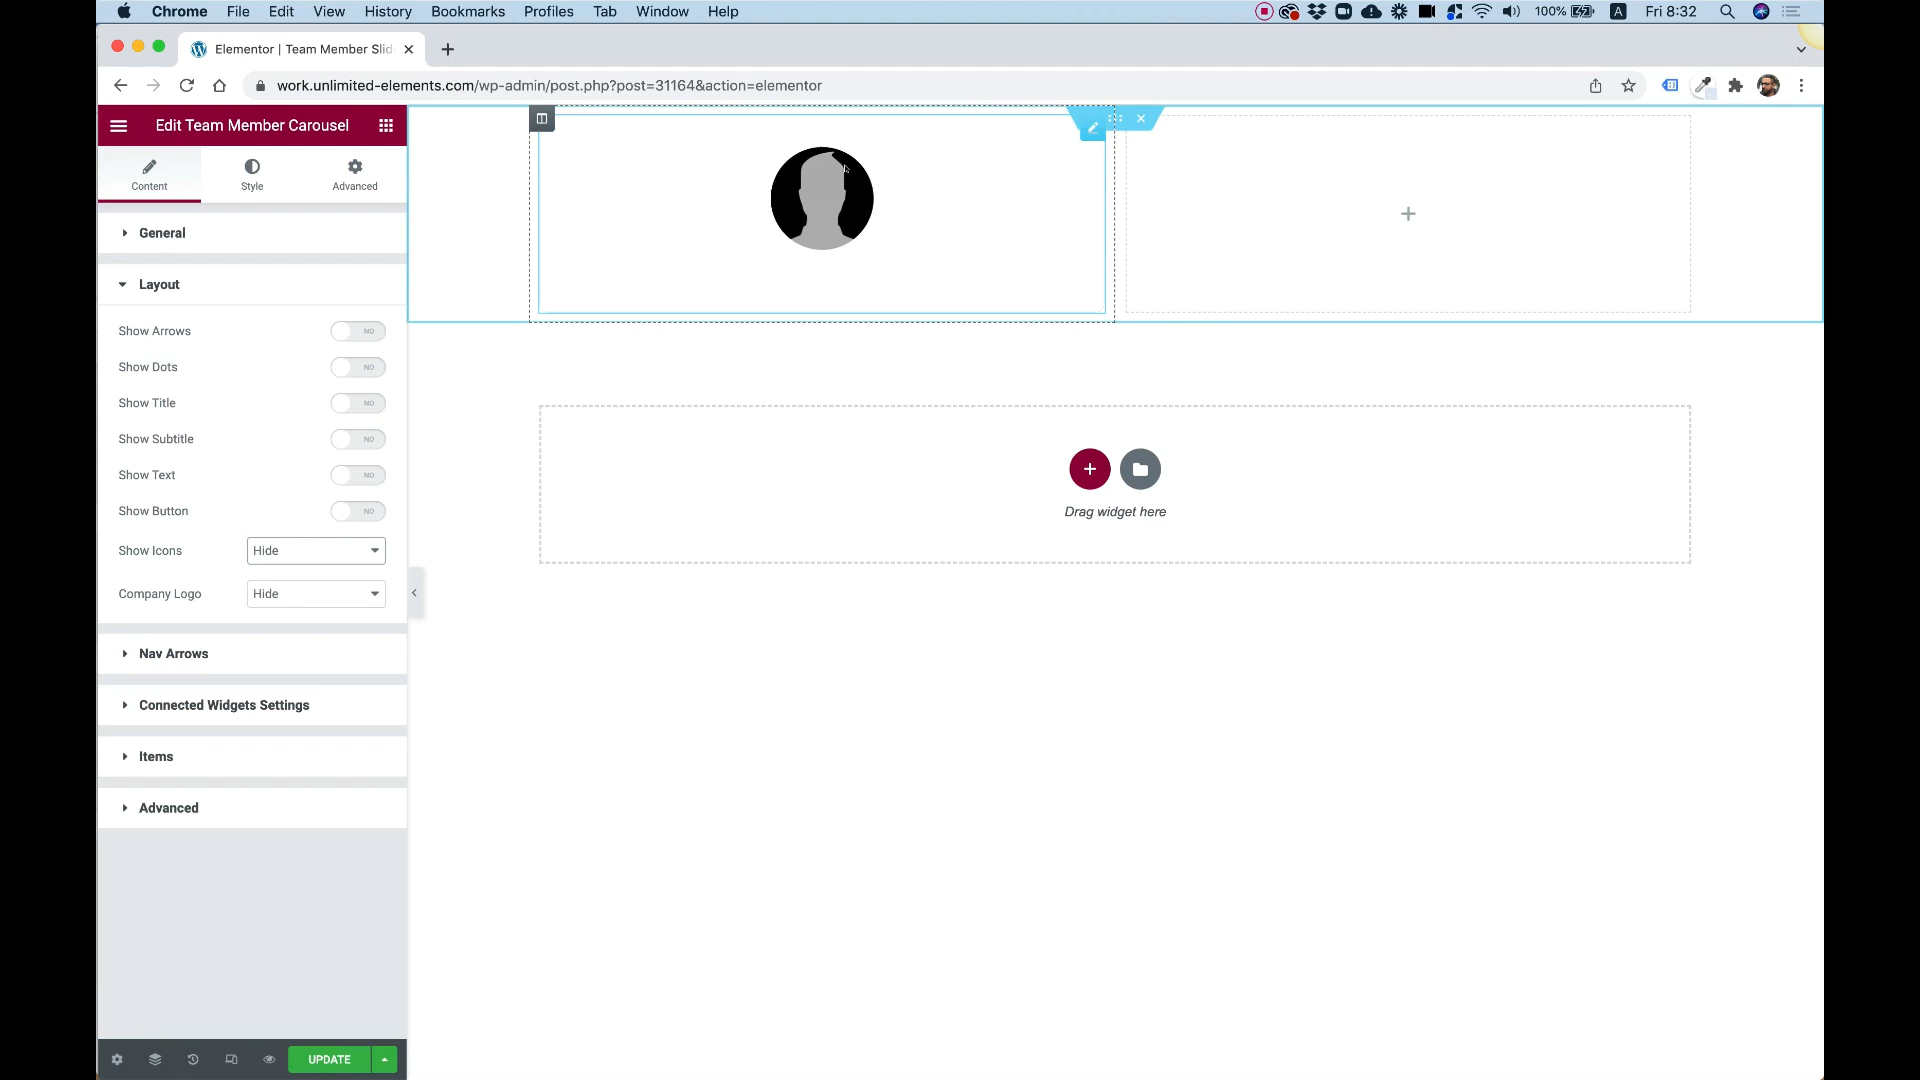 Chrome File Edit View History Bookmarks Profiles Tab Window Help 100% A Fri 8:32
Elementor | Team Member Slid
work.unlimited-elements.com/wp-admin/post.php?post=31164&action=elementor
Edit Team Member Carousel
Content Style Advanced
General
Layout
Show Arrows NO
Show Dots NO
Show Title NO
Show Subtitle NO
Show Text NO
Show Button NO
Show Icons Hide
Company Logo Hide
Nav Arrows
Connected Widgets Settings
Items
Advanced
UPDATE
Drag widget here